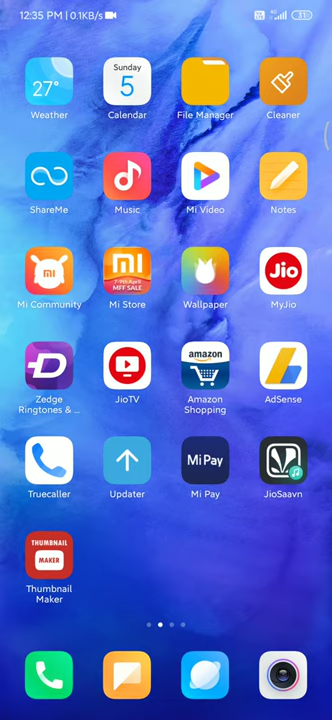 12:35 PM | 0.1KB/s
4G
31
27°
Sunday
5
Weather
Calendar
File Manager
Cleaner
ShareMe
Music
Mi Video
Notes
MFF SALE
Jio
Mi Community
Mi Store
Wallpaper
MyJio
amazon
Zedge
Ringtones & ...
JioTV
Amazon
Shopping
AdSense
Mi Pay
Truecaller
Updater
Mi Pay
JioSaavn
THUMBNAIL
MAKER
Thumbnail
Maker